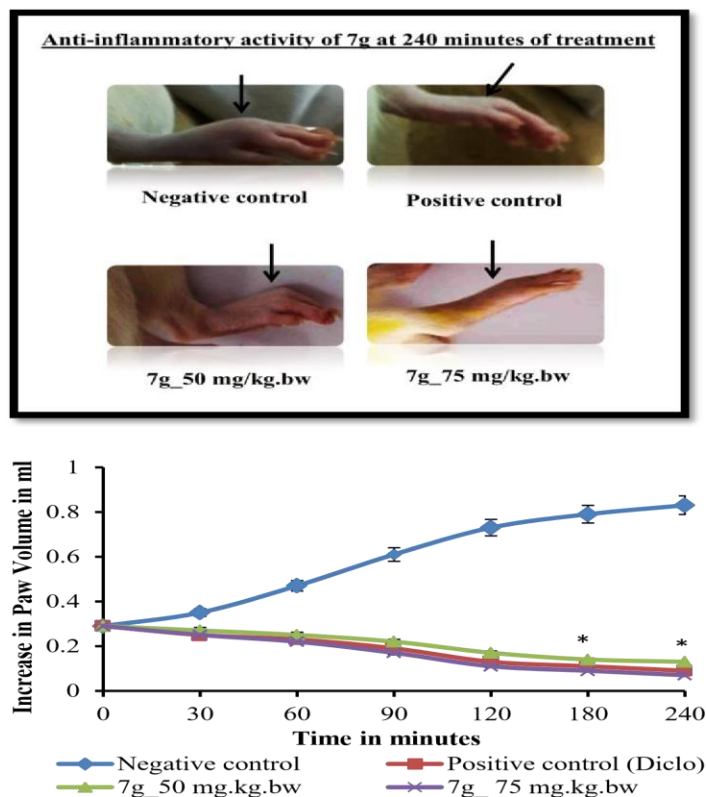 Anti-inflammatory activity of 7g at 240 minutes of treatment
Negative control
Positive control
7g_50 mg/kg.bw
7g_75 mg/kg.bw
Increase in Paw Volume in ml
1
0.8
0.6
0.4
0.2
0
* *
0 30 60 90 120 180 240
Time in minutes
Negative control
Positive control (Diclo)
7g_50 mg.kg.bw
7g_ 75 mg.kg.bw